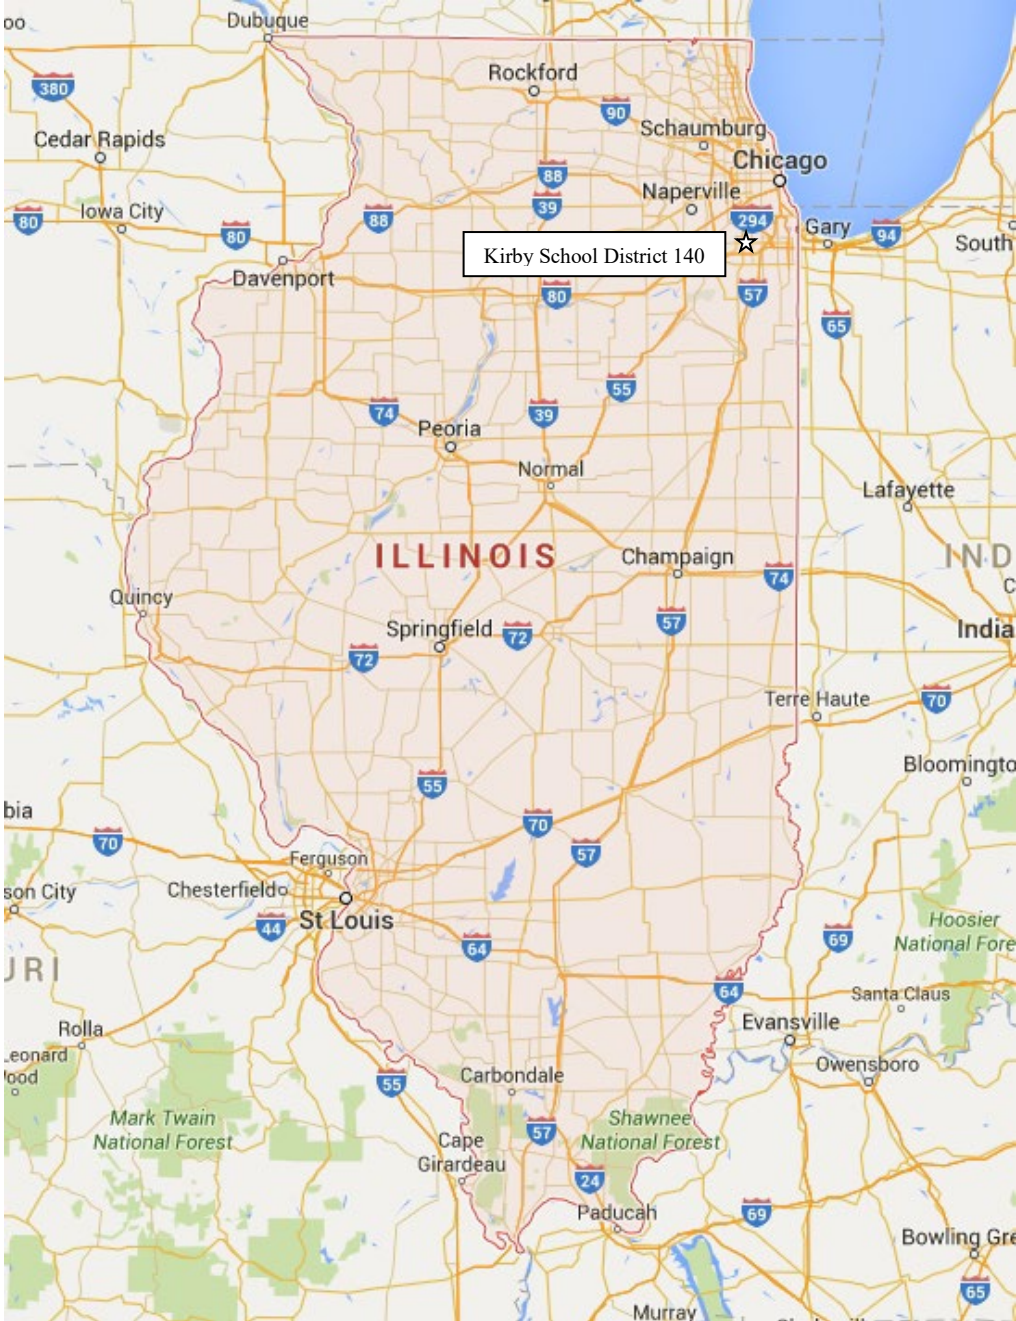 oo
Dubuque
Rockford
380
90
Schaumburg
Cedar Rapids
Chicago
88
Naperville
39
Iowa City
88
294
80
80
Gary
94
South
Kirby School District 140
Davenport
80
57
65
55
74
39
Peoria
Normal
Lafayette
ILLINOIS
Champaign
IND
74
C
Quincy
57
Springfield
72
India
72
Terre Haute
70
Bloomingto
55
bia
70
70
57
Ferguson
son City
Chesterfield
St Louis
44
Hoosier
National Fore
69
64
URI
64
Santa Claus
Evansville
Rolla
Leonard
ood
Owensboro
Carbondale
55
Mark Twain
National Forest
Shawnee
National Forest
57
Cape
Girardeau
24
Paducah
69
Bowling Gre
65
Murray